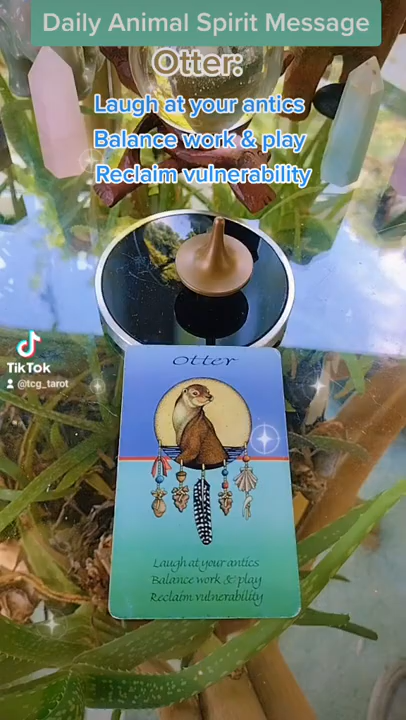 Daily Animal Spirit Message
Otter:
Laugh at your antics
Balance work & play
Reclaim vulnerability
TikTok
@tcg_tarot
Otter
Laugh at your antics
Balance work & play
Reclaim vulnerability